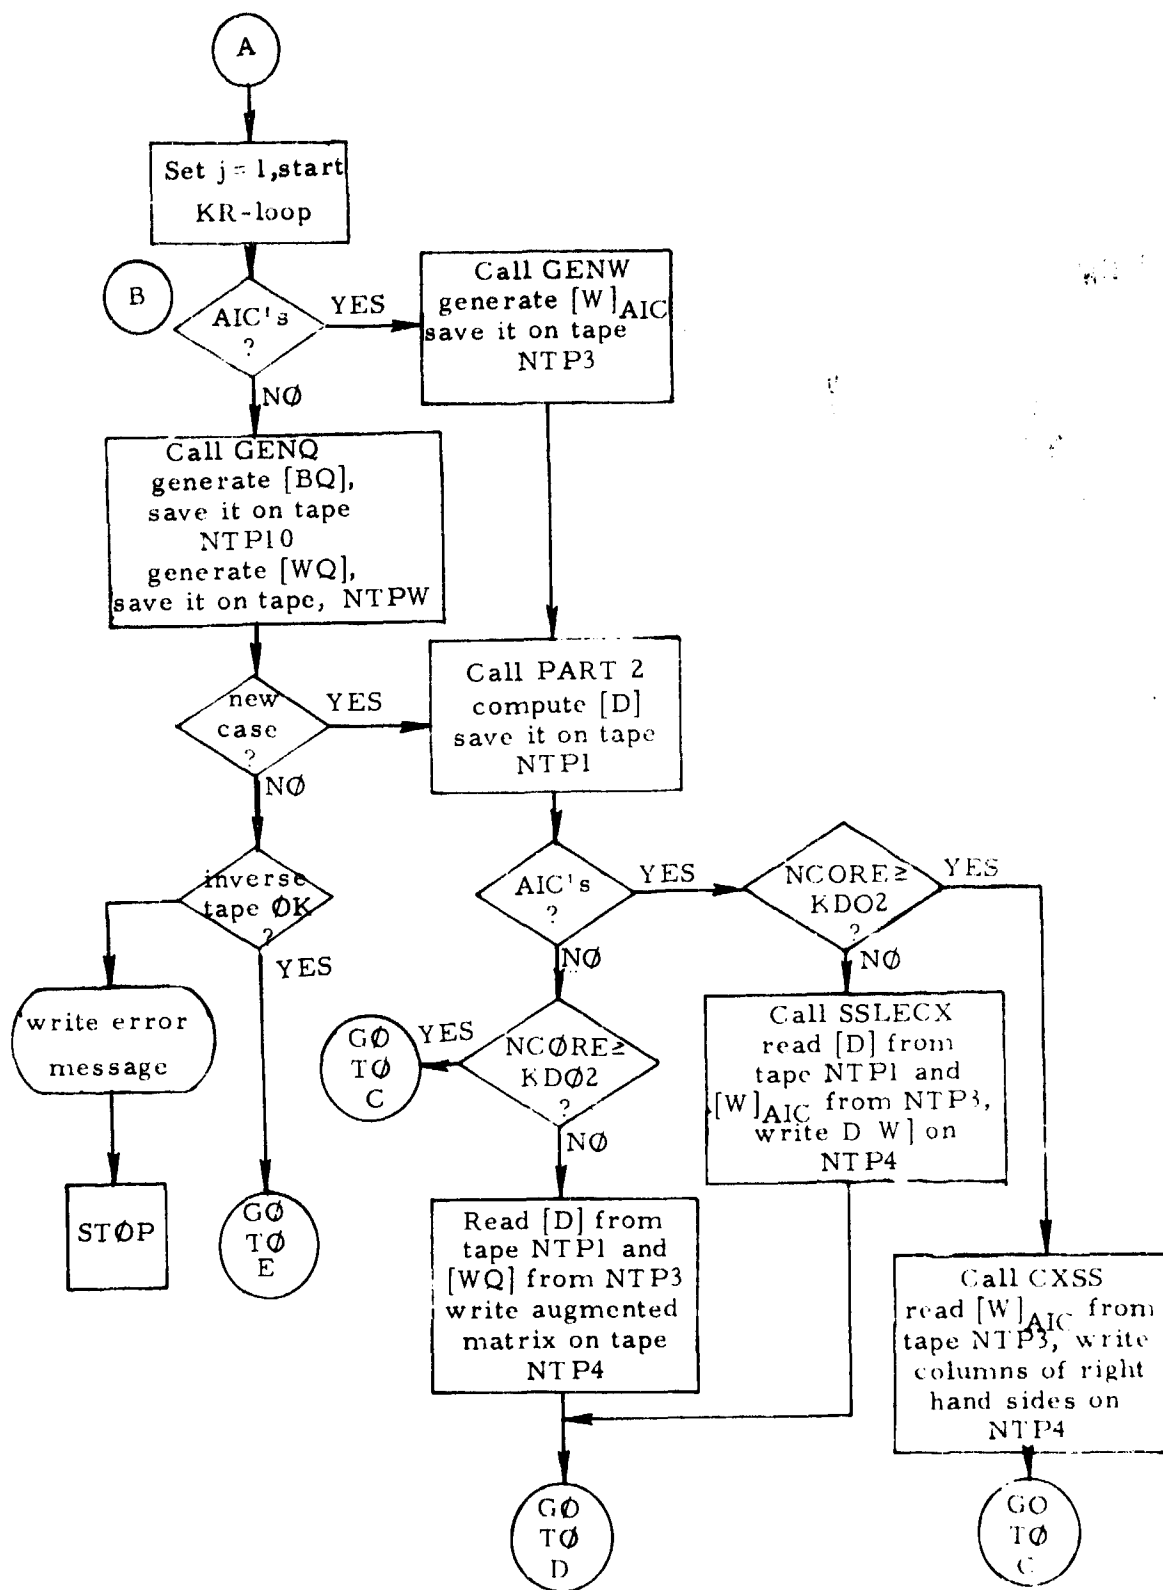 A
Set j = 1, start
KR-loop
B
AIC's
?
YES
NØ
Call GENW
generate [W]AIC
save it on tape
NTP3
Call GENQ
generate [BQ],
save it on tape
NTP10
generate [WQ],
save it on tape, NTPW
new
case
?
YES
NØ
Call PART 2
compute [D]
save it on tape
NTP1
inverse
tape ØK
?
YES
write error
message
STØP
GØ
TØ
E
AIC's
?
YES
NØ
NCORE≥
KDO2
?
YES
NØ
NCØRE≥
KDØ2
?
YES
NØ
GØ
TØ
C
Call SSLECX
read [D] from
tape NTP1 and
[W]AIC from NTP3,
write D W] on
NTP4
Read [D] from
tape NTP1 and
[WQ] from NTP3
write augmented
matrix on tape
NTP4
Call CXSS
read [W]AIC from
tape NTP3, write
columns of right
hand sides on
NTP4
GØ
TØ
D
GO
TØ
C